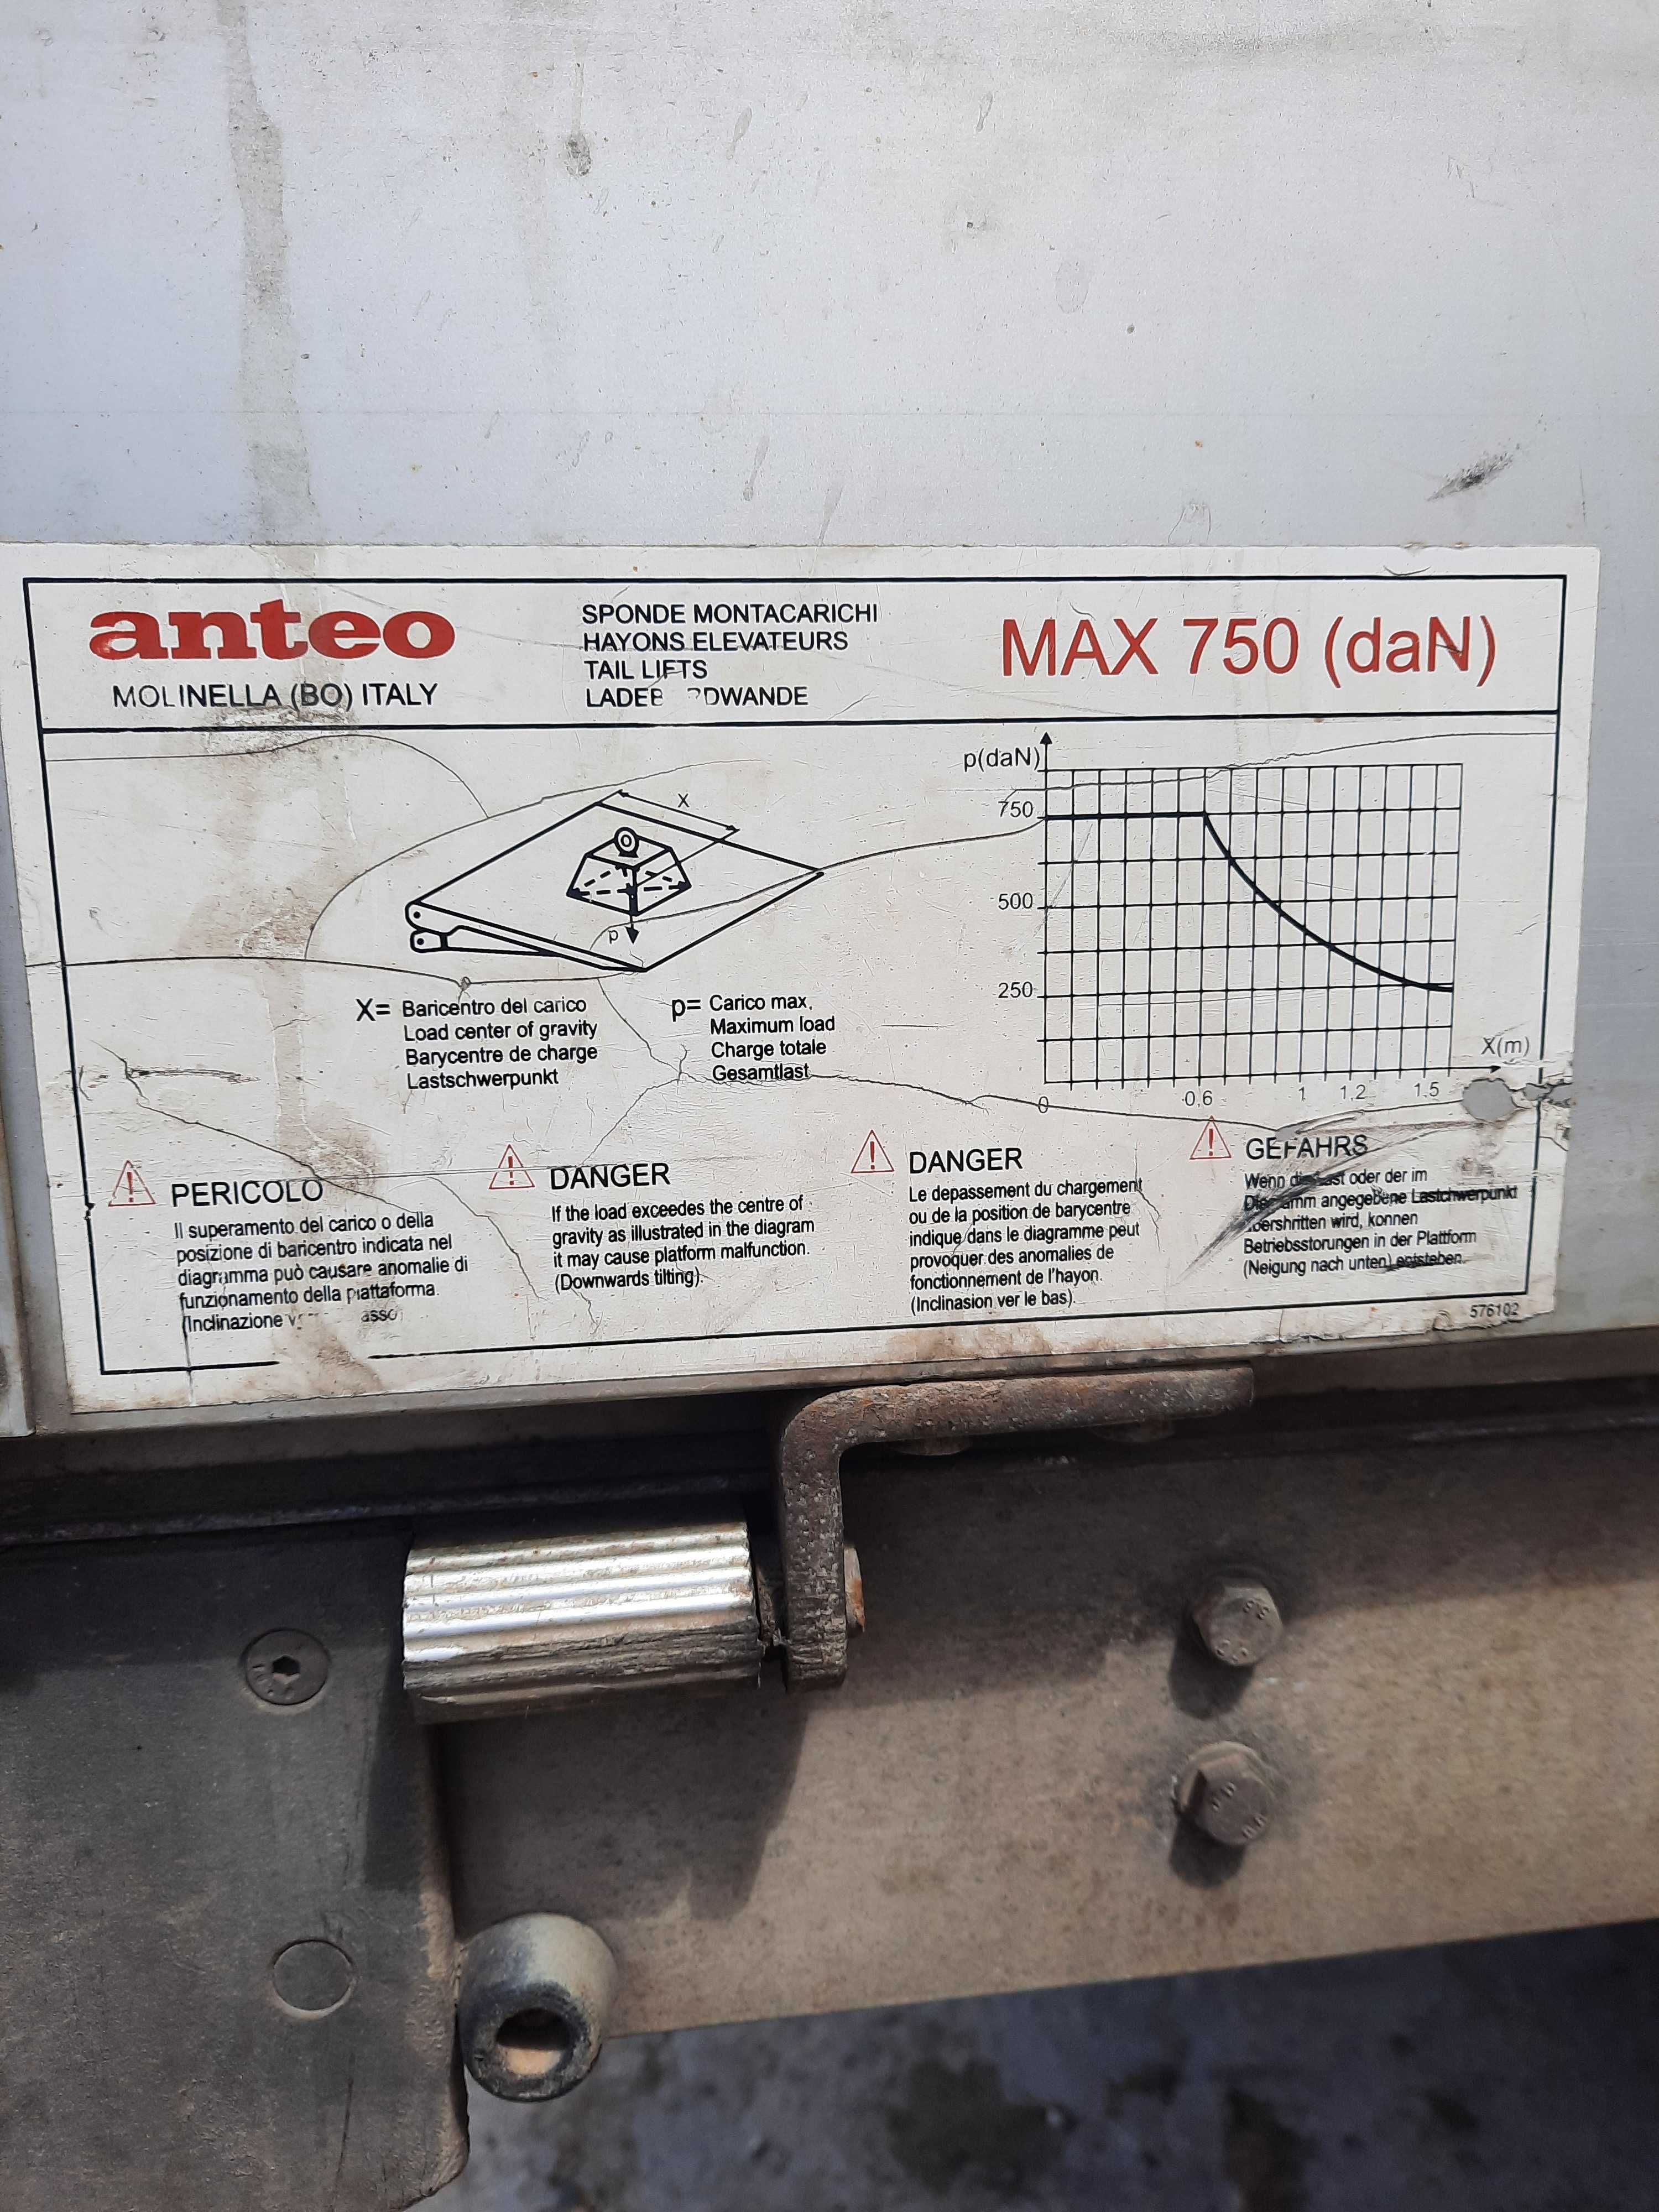 anteo
MOLINELLA (BO) ITALY
SPONDE MONTACARICHI
HAYONS ELEVATEURS
TAIL LIFTS
MAX 750 (daN)
X
p
X= Baricentro del carico
Load center of gravity
Barycentre de charge
Lastschwerpunkt
p= Carico max.
Maximum load
Charge totale
Gesamtlast
p(daN)
750
500
250
X(m)
0
0.6
1
1.2
1.5
PERICOLO
Il superamento del carico o della
posizione di baricentro indicata nel
diagramma può causare anomalie di
funzionamento della piattaforma.
(Inclinazione
DANGER
If the load exceedes the centre of
gravity as illustrated in the diagram
it may cause platform malfunction.
(Downwards tilting).
DANGER
Le depassement du chargement
ou de la position de barycentre
indique dans le diagramme peut
provoquer des anomalies de
fonctionnement de l'hayon.
(Inclinasion ver le bas).
GEFAHRS
Wenn oder der im
angegebene Lastchwerpunkt
wird, konnen
Betriebsstorungen in der Plattform
(Neigung nach unten) entsteben.
576102